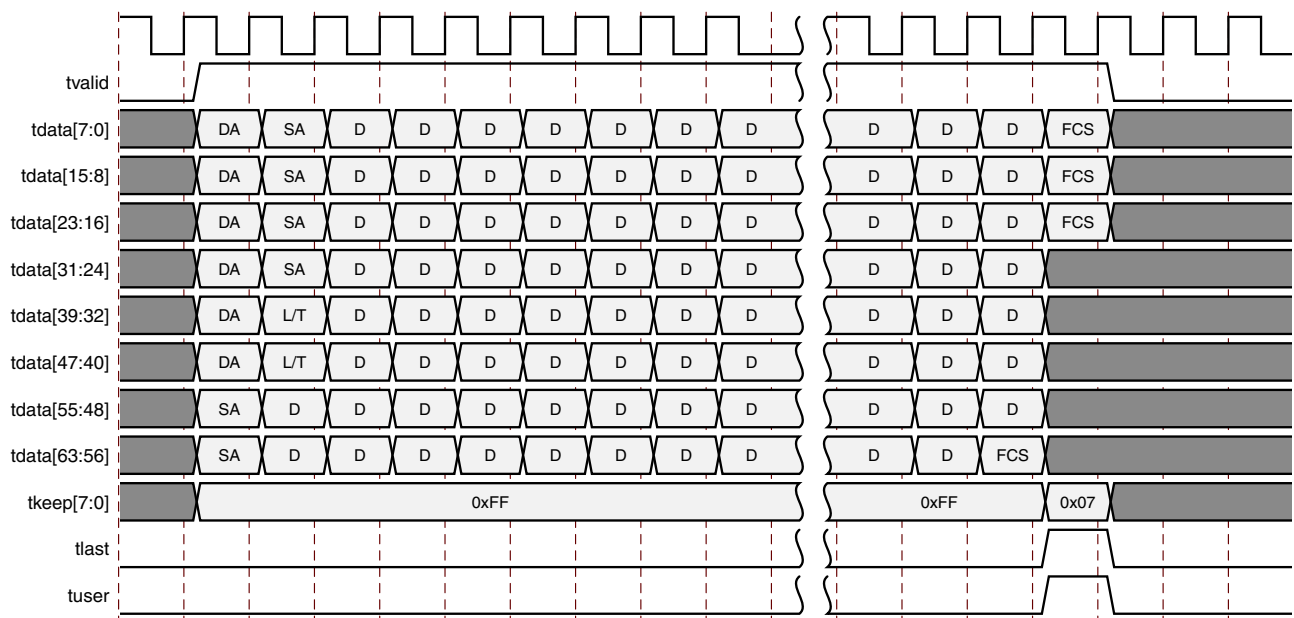 tvalid
tdata[7:0] DA SA D D D D D D D D D D FCS
tdata[15:8] DA SA D D D D D D D D D D FCS
tdata[23:16] DA SA D D D D D D D D D D FCS
tdata[31:24] DA SA D D D D D D D D D D
tdata[39:32] DA L/T D D D D D D D D D D
tdata[47:40] DA L/T D D D D D D D D D D
tdata[55:48] SA D D D D D D D D D D D
tdata[63:56] SA D D D D D D D D D D FCS
tkeep[7:0] 0xFF 0xFF 0x07
tlast
tuser